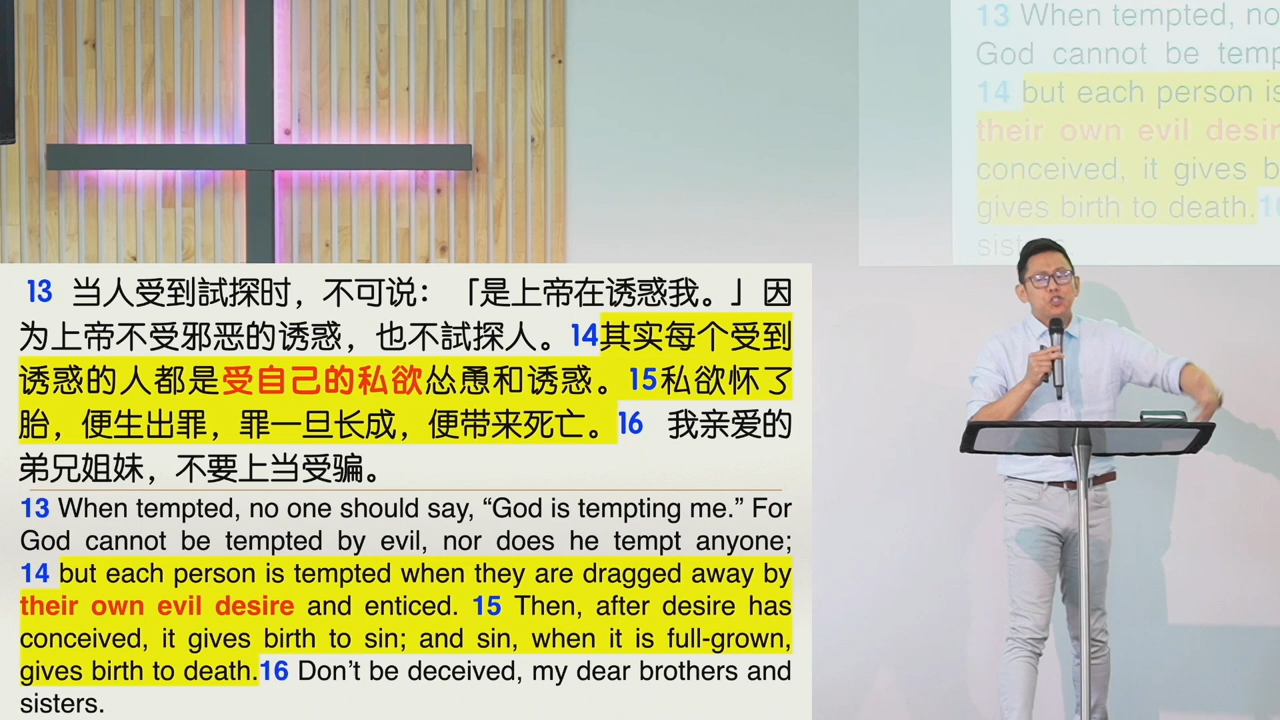 13 当人受到試探时，不可说：「是上帝在诱惑我。」因
为上帝不受邪恶的诱惑，也不試探人。14其实每个受到
诱惑的人都是受自己的私欲怂恿和诱惑。15私欲怀了
胎，便生出罪，罪一旦长成，便带来死亡。16 我亲爱的
弟兄姐妹，不要上当受骗。
13 When tempted, no one should say, “God is tempting me.” For
God cannot be tempted by evil, nor does he tempt anyone;
14 but each person is tempted when they are dragged away by
their own evil desire and enticed. 15 Then, after desire has
conceived, it gives birth to sin; and sin, when it is full-grown,
gives birth to death.16 Don’t be deceived, my dear brothers and
sisters.
13 When tempted, no
God cannot be temp
14 but each person is
their own evil desir
conceived, it gives b
gives birth to death.